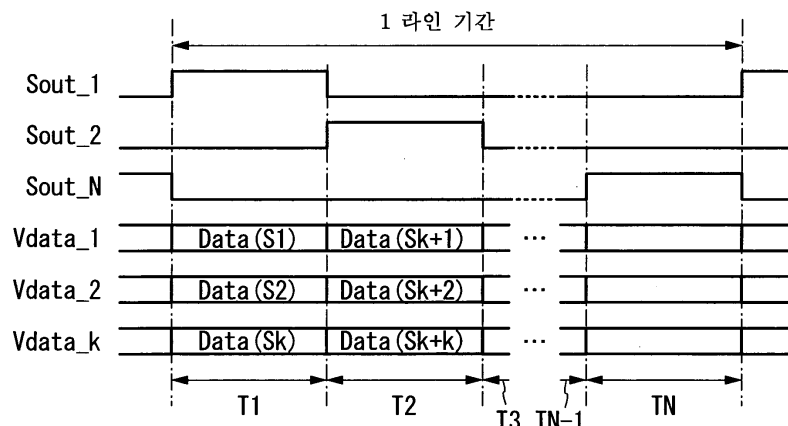 1 라인 기간
Sout_1
Sout_2
Sout_N
Vdata_1 Data(S1) Data(Sk+1) ...
Vdata_2 Data(S2) Data(Sk+2) ...
Vdata_k Data(Sk) Data(Sk+k) ...
T1 T2 T3 TN-1 TN